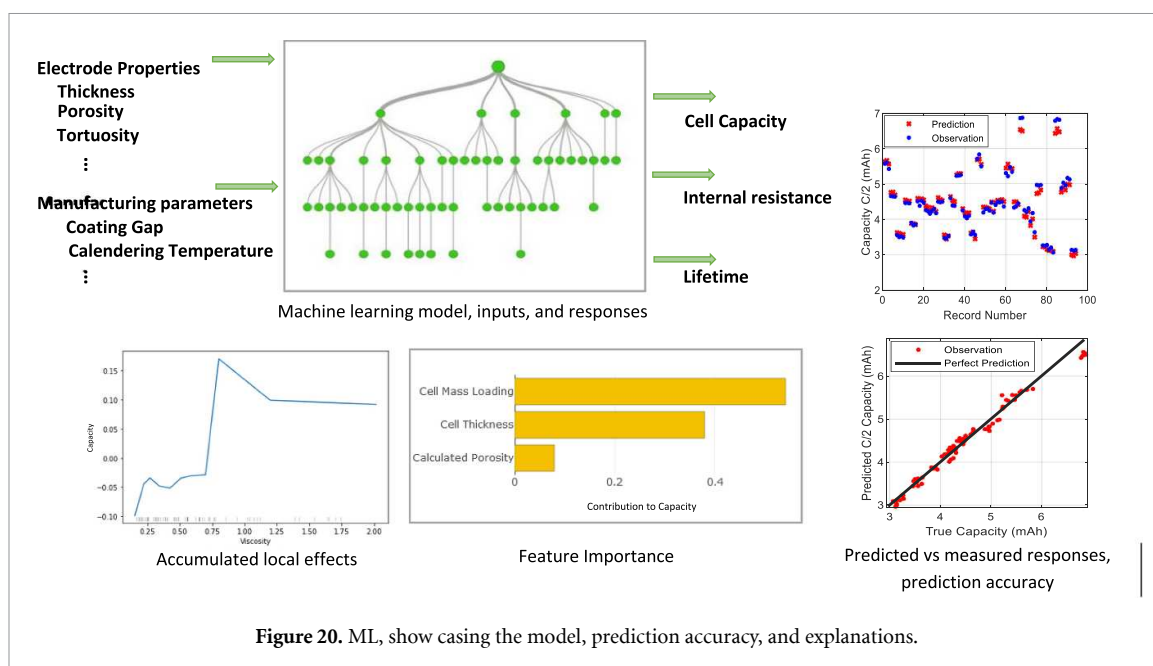 Electrode Properties
Thickness
Porosity
Tortuosity
⋮
Manufacturing parameters
Coating Gap
Calendering Temperature
⋮
Cell Capacity
Internal resistance
Lifetime
Machine learning model, inputs, and responses
7
6
5
4
3
2
Capacity C/2 (mAh)
Prediction
Observation
0 20 40 60 80 100
Record Number
0.15
0.10
0.05
0.00
−0.05
−0.10
Capacity
0.25 0.50 0.75 1.00 1.25 1.50 1.75 2.00
Viscosity
Accumulated local effects
Cell Mass Loading
Cell Thickness
Calculated Porosity
0 0.2 0.4
Contribution to Capacity
Feature Importance
Predicted C/2 Capacity (mAh)
6
5
4
3
Observation
Perfect Prediction
3 4 5 6
True Capacity (mAh)
Predicted vs measured responses,
prediction accuracy
Figure 20. ML, show casing the model, prediction accuracy, and explanations.